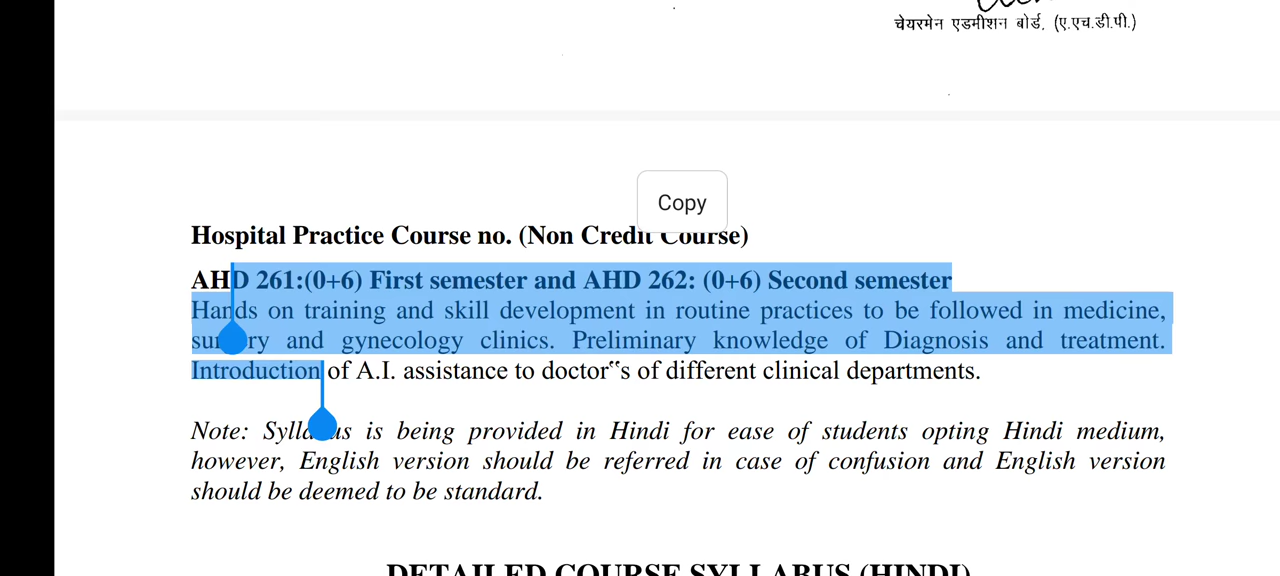 चेयरमेन एडमीशन बोर्ड, (ए.एच.डी.पी.)
Copy
Hospital Practice Course no. (Non Credit Course)
AHD 261:(0+6) First semester and AHD 262: (0+6) Second semester
Hands on training and skill development in routine practices to be followed in medicine,
surgery and gynecology clinics. Preliminary knowledge of Diagnosis and treatment.
Introduction of A.I. assistance to doctor‟s of different clinical departments.
Note: Syllabus is being provided in Hindi for ease of students opting Hindi medium,
however, English version should be referred in case of confusion and English version
should be deemed to be standard.
DETAILED COURSE SYLLABUS (HINDI)